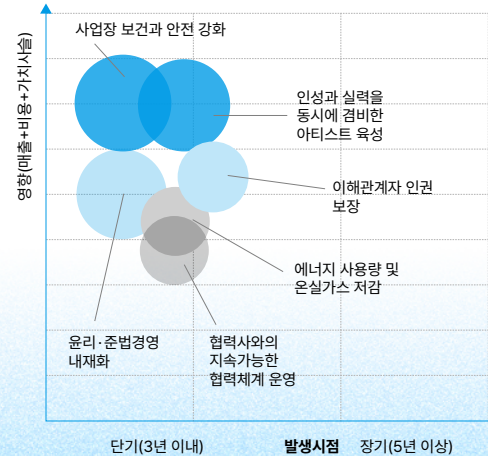 사업장 보건과 안전 강화
영향(매출+비용+가치사슬)
인성과 실력을
동시에 겸비한
아티스트 육성
이해관계자 인권
보장
에너지 사용량 및
온실가스 저감
윤리·준법경영
내재화
협력사와의
지속가능한
협력체계 운영
단기(3년 이내) 발생시점 장기(5년 이상)